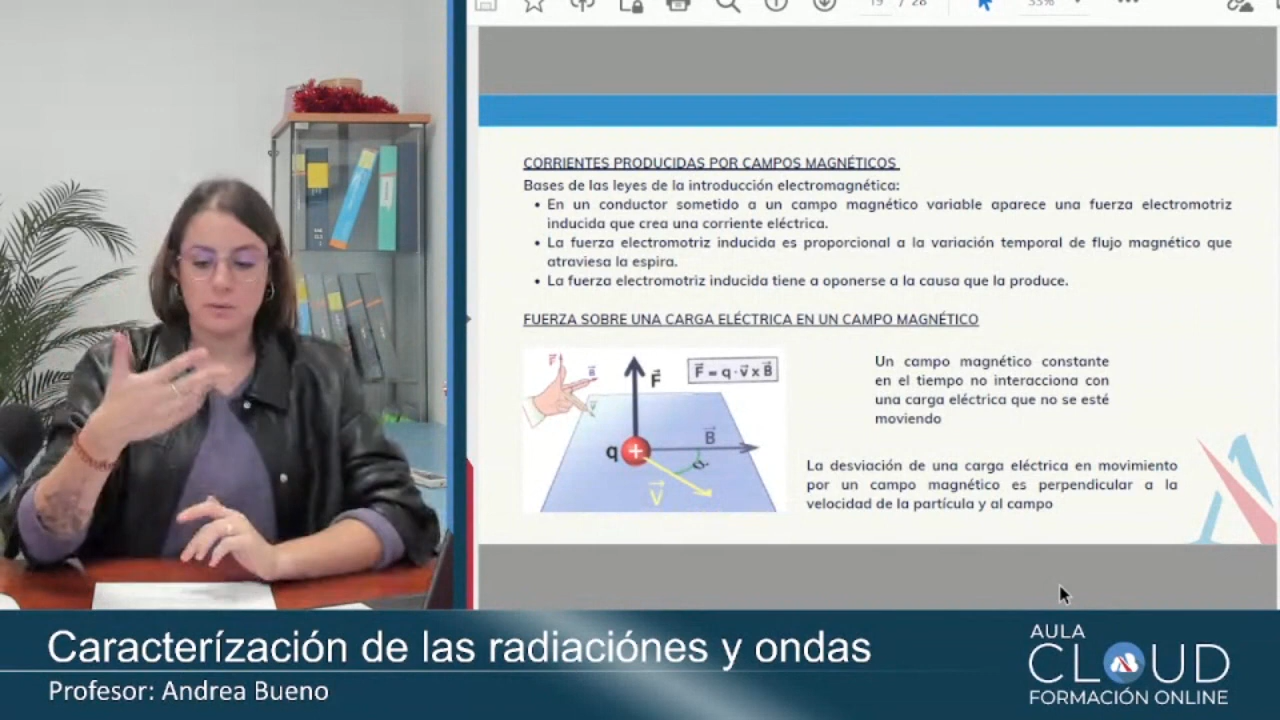 19 / 28
33%
CORRIENTES PRODUCIDAS POR CAMPOS MAGNÉTICOS
Bases de las leyes de la introducción electromagnética:
• En un conductor sometido a un campo magnético variable aparece una fuerza electromotriz
inducida que crea una corriente eléctrica.
• La fuerza electromotriz inducida es proporcional a la variación temporal de flujo magnético que
atraviesa la espira.
• La fuerza electromotriz inducida tiene a oponerse a la causa que la produce.
FUERZA SOBRE UNA CARGA ELÉCTRICA EN UN CAMPO MAGNÉTICO
F
B
V
F
F = q · v x B
q
+
B
α
V
Un campo magnético constante
en el tiempo no interacciona con
una carga eléctrica que no se esté
moviendo
La desviación de una carga eléctrica en movimiento
por un campo magnético es perpendicular a la
velocidad de la partícula y al campo
Caracterízación de las radiaciónes y ondas
Profesor: Andrea Bueno
AULA
CLOUD
FORMACIÓN ONLINE